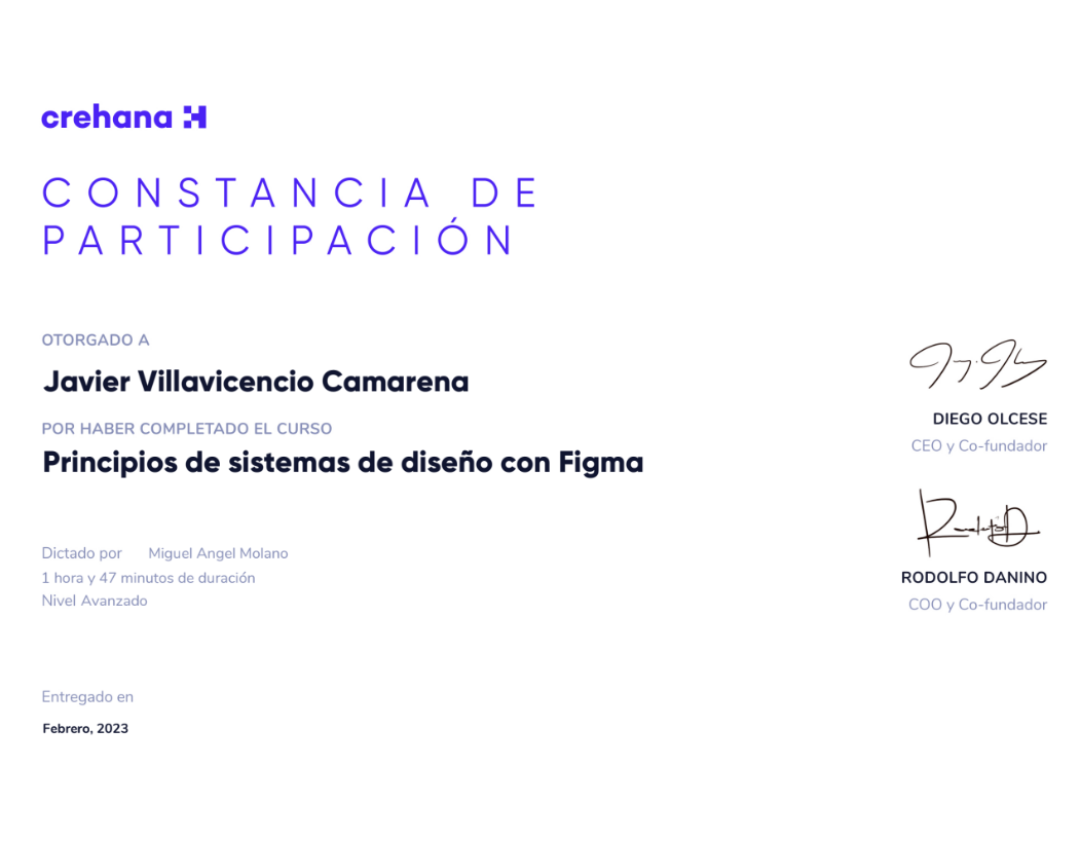 crehana
CONSTANCIA DE
PARTICIPACIÓN
OTORGADO A
Javier Villavicencio Camarena
POR HABER COMPLETADO EL CURSO
Principios de sistemas de diseño con Figma
Dictado por Miguel Angel Molano
1 hora y 47 minutos de duración
Nivel Avanzado
Entregado en
Febrero, 2023
DIEGO OLCESE
CEO y Co-fundador
RODOLFO DANINO
COO y Co-fundador